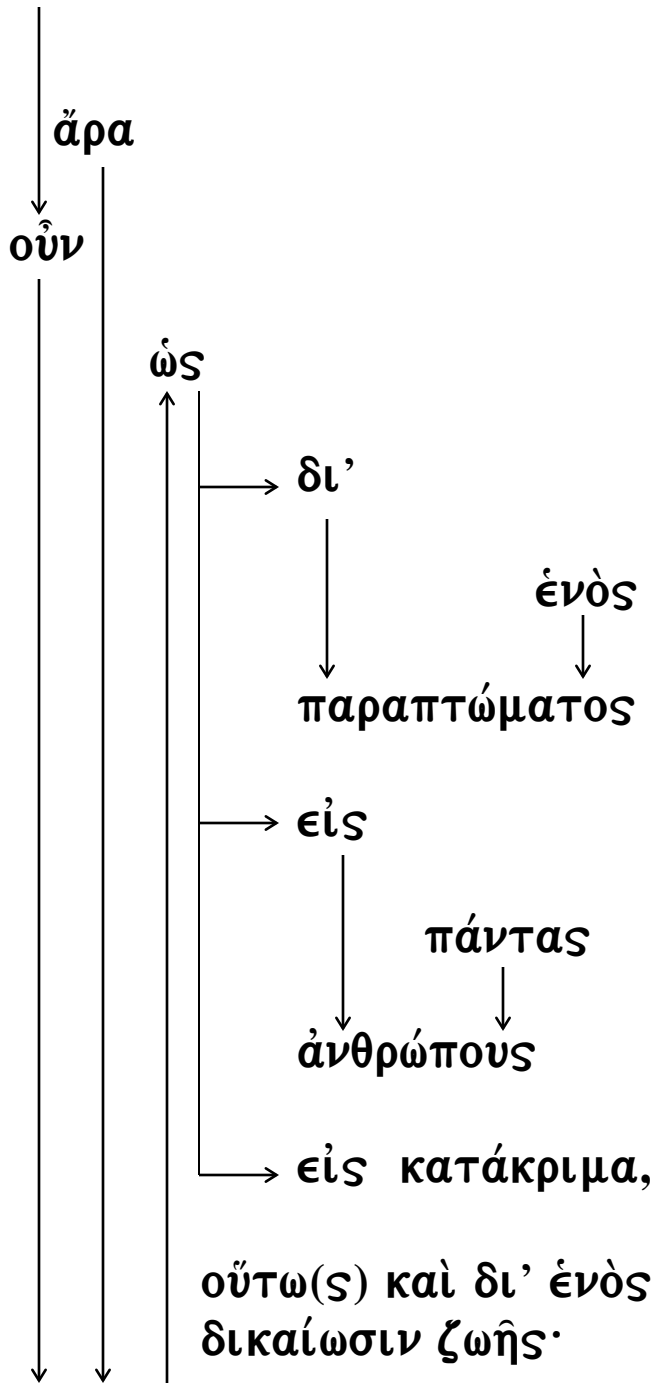 ἄρα
οὖν
ὡς
δι’
ἑνὸς
παραπτώματος
εἰς
πάντας
ἀνθρώπους
εἰς κατάκριμα,
οὕτω(ς) καὶ δι’ ἑνὸς
δικαίωσιν ζωῆς·